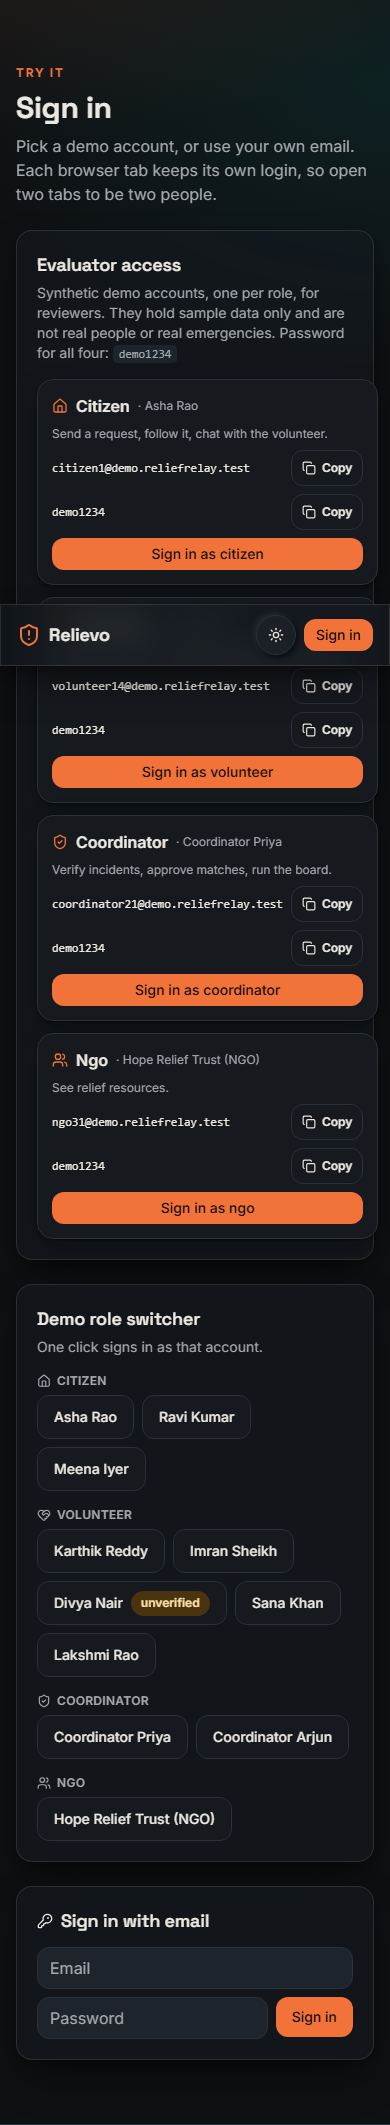 TRY IT
Sign in
Pick a demo account, or use your own email.
Each browser tab keeps its own login, so open
two tabs to be two people.
Evaluator access
Synthetic demo accounts, one per role, for
reviewers. They hold sample data only and are
not real people or real emergencies. Password
for all four: demo1234
Citizen · Asha Rao
Send a request, follow it, chat with the volunteer.
citizen1@demo.reliefrelay.test Copy
demo1234 Copy
Sign in as citizen
Relievo Sign in
volunteer14@demo.reliefrelay.test Copy
demo1234 Copy
Sign in as volunteer
Coordinator · Coordinator Priya
Verify incidents, approve matches, run the board.
coordinator21@demo.reliefrelay.test Copy
demo1234 Copy
Sign in as coordinator
Ngo · Hope Relief Trust (NGO)
See relief resources.
ngo31@demo.reliefrelay.test Copy
demo1234 Copy
Sign in as ngo
Demo role switcher
One click signs in as that account.
CITIZEN
Asha Rao Ravi Kumar
Meena Iyer
VOLUNTEER
Karthik Reddy Imran Sheikh
Divya Nair unverified Sana Khan
Lakshmi Rao
COORDINATOR
Coordinator Priya Coordinator Arjun
NGO
Hope Relief Trust (NGO)
Sign in with email
Email
Password Sign in